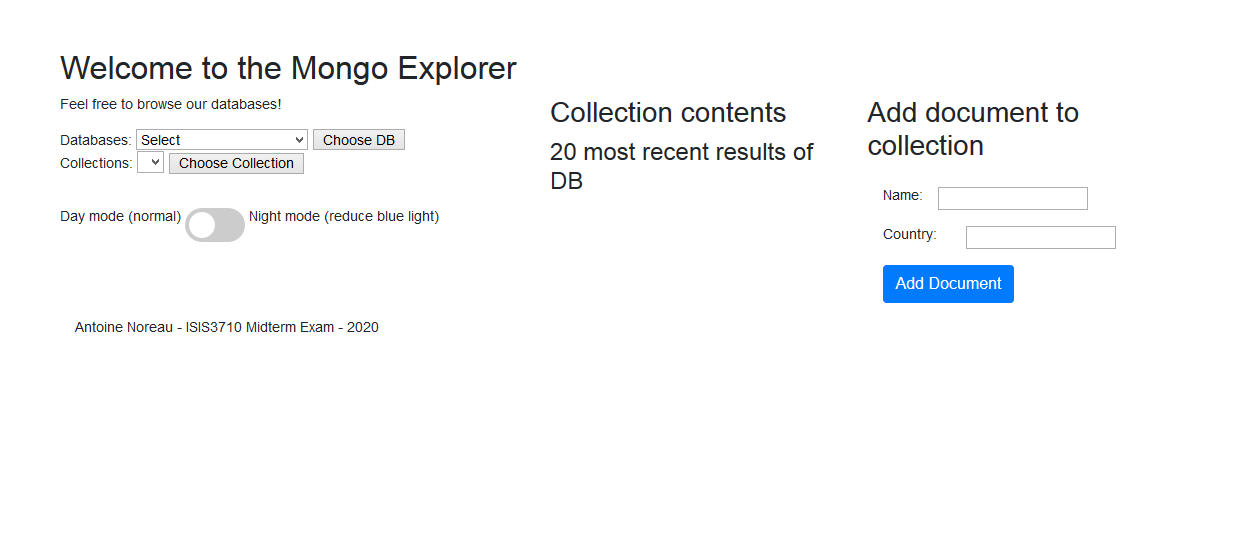 Welcome to the Mongo Explorer
Feel free to browse our databases!
Databases: Select Choose DB
Collections: Choose Collection
Day mode (normal) Night mode (reduce blue light)
Collection contents
20 most recent results of
DB
Add document to
collection
Name:
Country:
Add Document
Antoine Noreau - ISIS3710 Midterm Exam - 2020